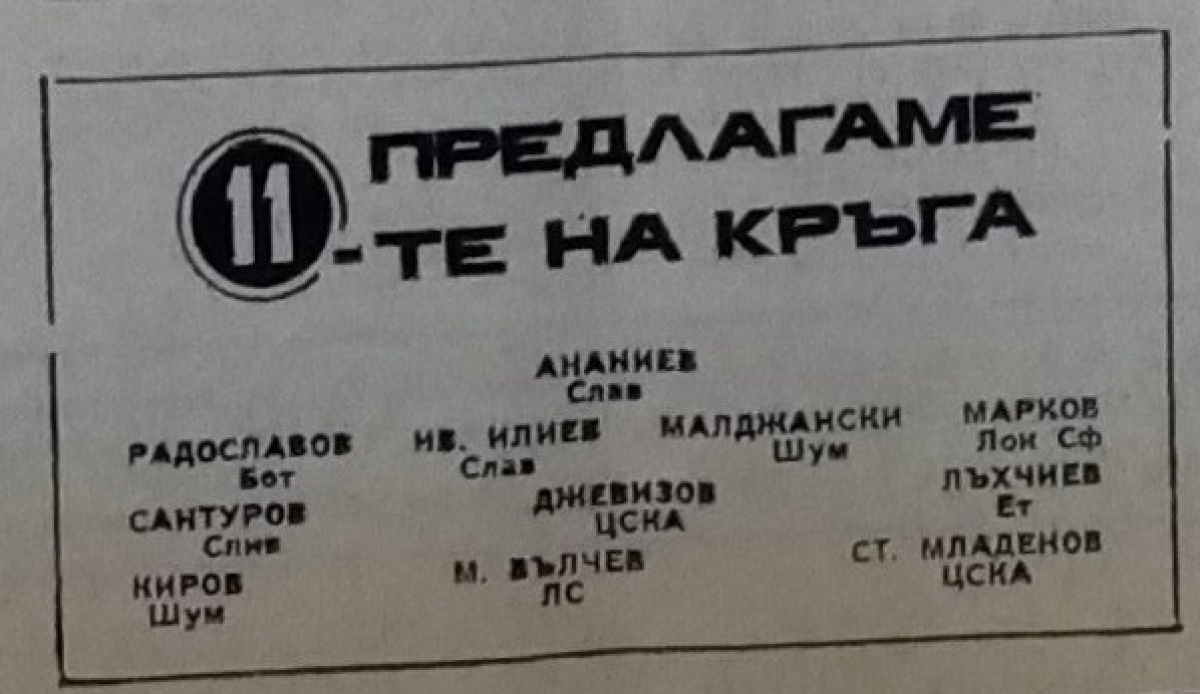 ПРЕДЛАГАМЕ
11-ТЕ НА КРЪГА
АНАНИЕВ
Слав
РАДОСЛАВОВ ИВ. ИЛИЕВ МАЛДЖАНСКИ МАРКОВ
Бот Слав Шум Лок Сф
САНТУРОВ ДЖЕВИЗОВ ЛЪХЧИЕВ
Слив ЦСКА Ет
КИРОВ М. ВЪЛЧЕВ СТ. МЛАДЕНОВ
Шум ЛС ЦСКА